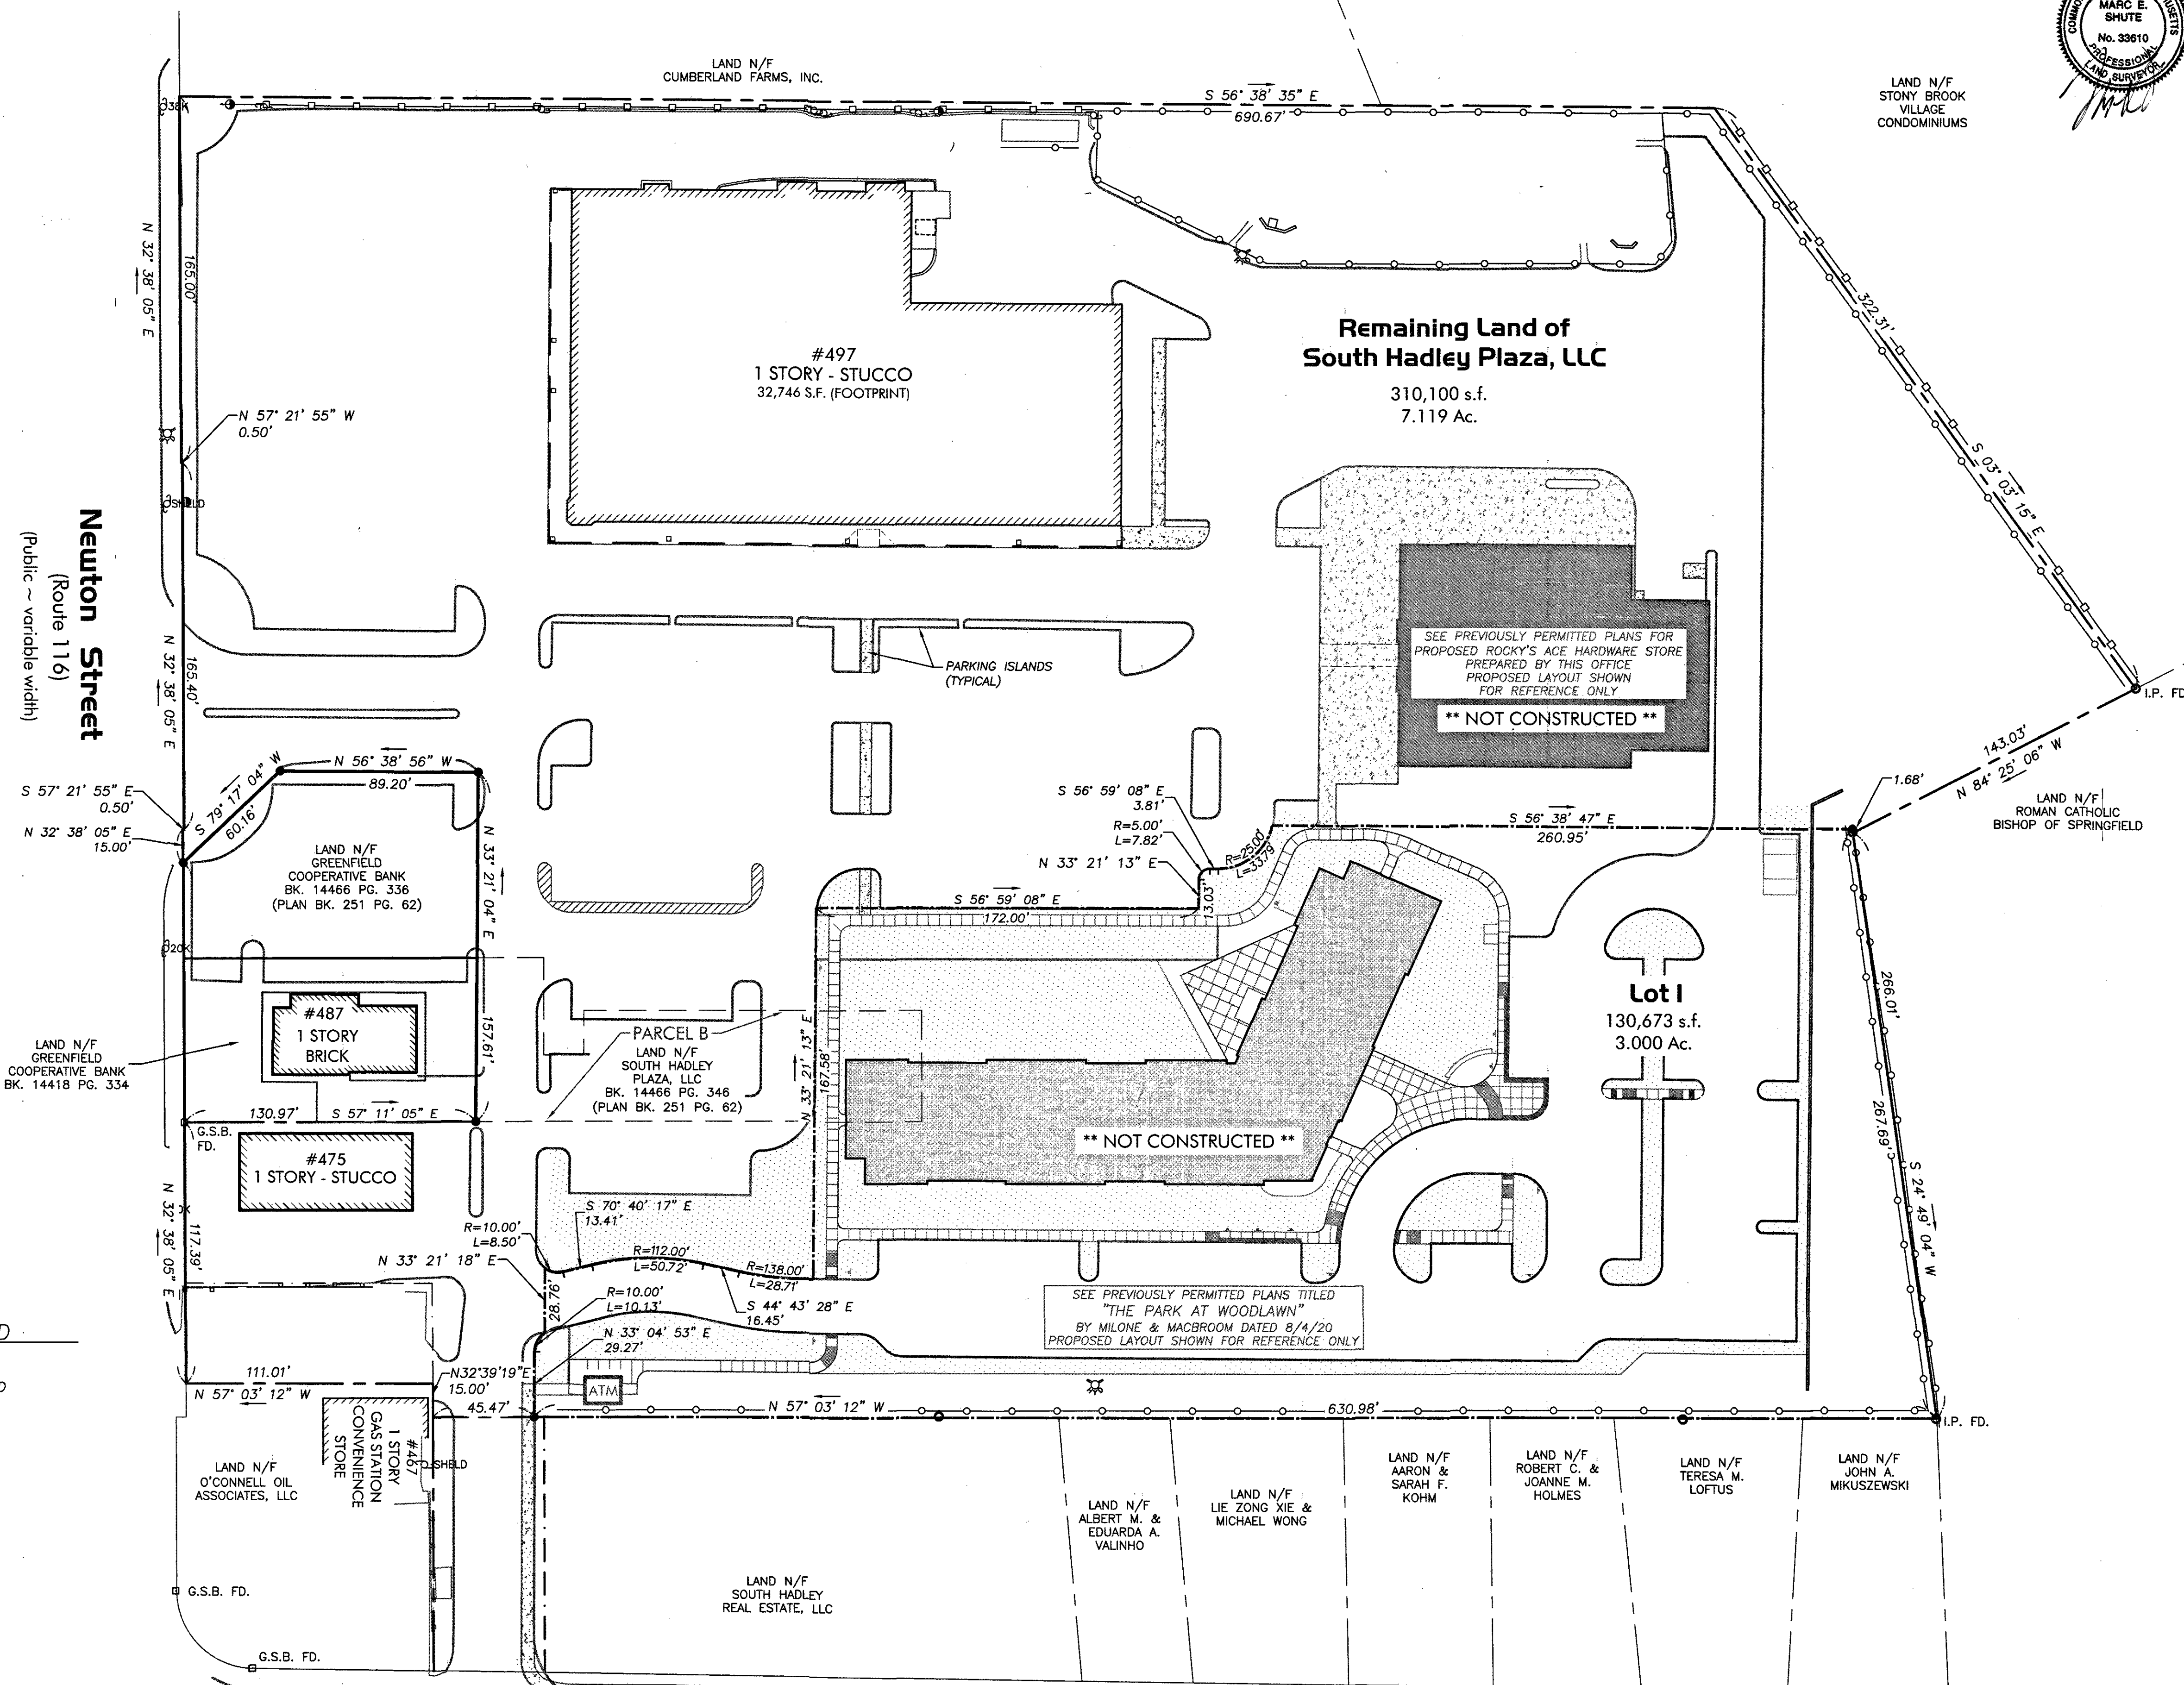 MARC E.
SHUTE
No. 33610
PROFESSIONAL
LAND SURVEYOR
LAND N/F
CUMBERLAND FARMS, INC.
S 56° 38' 35" E
690.67'
LAND N/F
STONY BROOK
VILLAGE
CONDOMINIUMS
N 32° 38' 05" E
165.00'
N 57° 21' 55" W
0.50'
#497
1 STORY - STUCCO
32,746 S.F. (FOOTPRINT)
Remaining Land of
South Hadley Plaza, LLC
310,100 s.f.
7.119 Ac.
322.31'
S 03° 03' 15" E
Newton Street
(Route 116)
(Public ~ variable width)
N 32° 38' 05" E
165.40'
PARKING ISLANDS
(TYPICAL)
SEE PREVIOUSLY PERMITTED PLANS FOR
PROPOSED ROCKY'S ACE HARDWARE STORE
PREPARED BY THIS OFFICE
PROPOSED LAYOUT SHOWN
FOR REFERENCE ONLY
** NOT CONSTRUCTED **
I.P. FD
143.03'
N 84° 25' 06" W
1.68'
LAND N/F
ROMAN CATHOLIC
BISHOP OF SPRINGFIELD
S 57° 21' 55" E
0.50'
N 32° 38' 05" E
15.00'
S 79° 17' 04" W
60.16'
N 56° 38' 56" W
89.20'
N 33° 21' 04" E
157.61'
LAND N/F
GREENFIELD
COOPERATIVE BANK
BK. 14466 PG. 336
(PLAN BK. 251 PG. 62)
S 56° 59' 08" E
3.81'
R=5.00'
L=7.82'
N 33° 21' 13" E
13.03'
R=25.00'
L=33.79'
S 56° 38' 47" E
260.95'
S 56° 59' 08" E
172.00'
Lot 1
130,673 s.f.
3.000 Ac.
266.01'
267.69'
S 24° 49' 04" W
#487
1 STORY
BRICK
LAND N/F
GREENFIELD
COOPERATIVE BANK
BK. 14418 PG. 334
PARCEL B
LAND N/F
SOUTH HADLEY
PLAZA, LLC
BK. 14466 PG. 346
(PLAN BK. 251 PG. 62)
N 33° 21' 13" E
167.58'
130.97'
S 57° 11' 05" E
G.S.B.
FD.
#475
1 STORY - STUCCO
** NOT CONSTRUCTED **
N 32° 38' 05" E
117.39'
S 70° 40' 17" E
13.41'
R=10.00'
L=8.50'
N 33° 21' 18" E
28.76'
R=112.00'
L=50.72'
R=138.00'
L=28.71'
R=10.00'
L=10.13'
S 44° 43' 28" E
16.45'
N 33° 04' 53" E
29.27'
SEE PREVIOUSLY PERMITTED PLANS TITLED
"THE PARK AT WOODLAWN"
BY MILONE & MACBROOM DATED 8/4/20
PROPOSED LAYOUT SHOWN FOR REFERENCE ONLY
111.01'
N 57° 03' 12" W
N32°39'19"E
15.00'
45.47'
ATM
N 57° 03' 12" W
630.98'
I.P. FD.
#467
1 STORY
GAS STATION
CONVENIENCE
STORE
LAND N/F
O'CONNELL OIL
ASSOCIATES, LLC
G.S.B. FD.
G.S.B. FD.
LAND N/F
SOUTH HADLEY
REAL ESTATE, LLC
LAND N/F
ALBERT M. &
EDUARDA A.
VALINHO
LAND N/F
LIE ZONG XIE &
MICHAEL WONG
LAND N/F
AARON &
SARAH F.
KOHM
LAND N/F
ROBERT C. &
JOANNE M.
HOLMES
LAND N/F
TERESA M.
LOFTUS
LAND N/F
JOHN A.
MIKUSZEWSKI